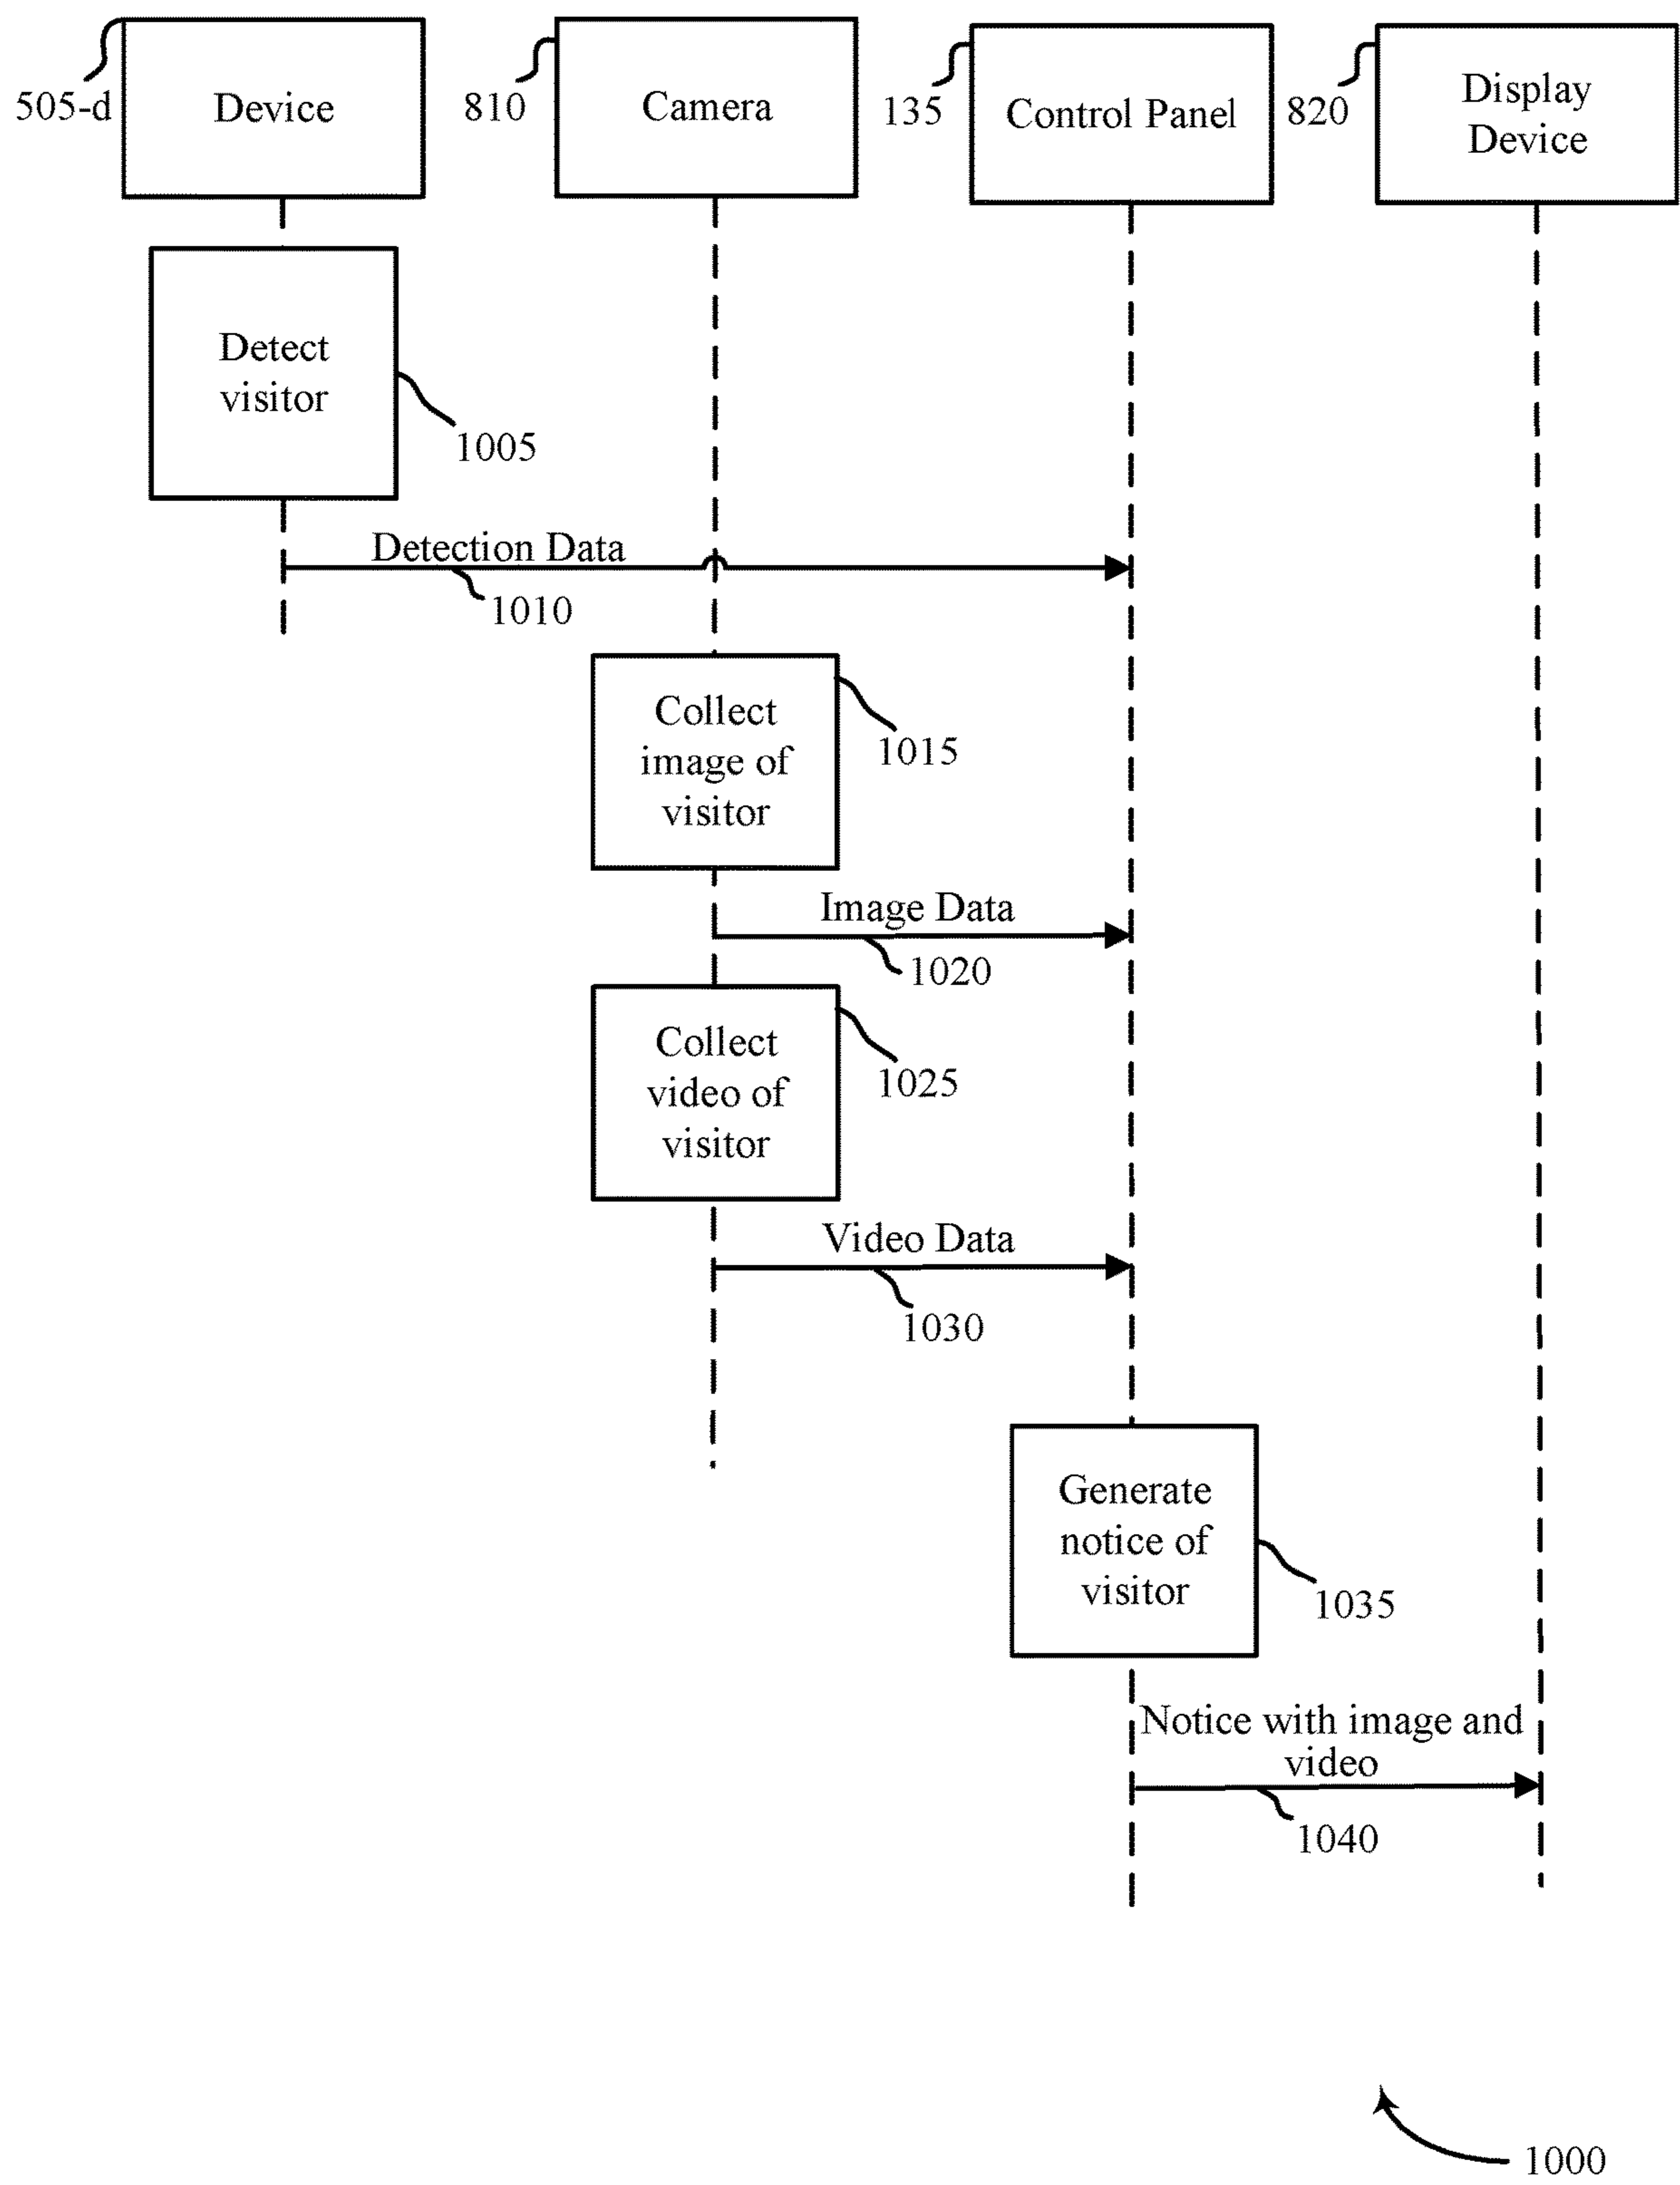 505-d
Device
810
Camera
135
Control Panel
820
Display
Device
Detect
visitor
1005
Detection Data
1010
Collect
image of
visitor
1015
Image Data
1020
Collect
video of
visitor
1025
Video Data
1030
Generate
notice of
visitor
1035
Notice with image and
video
1040
1000